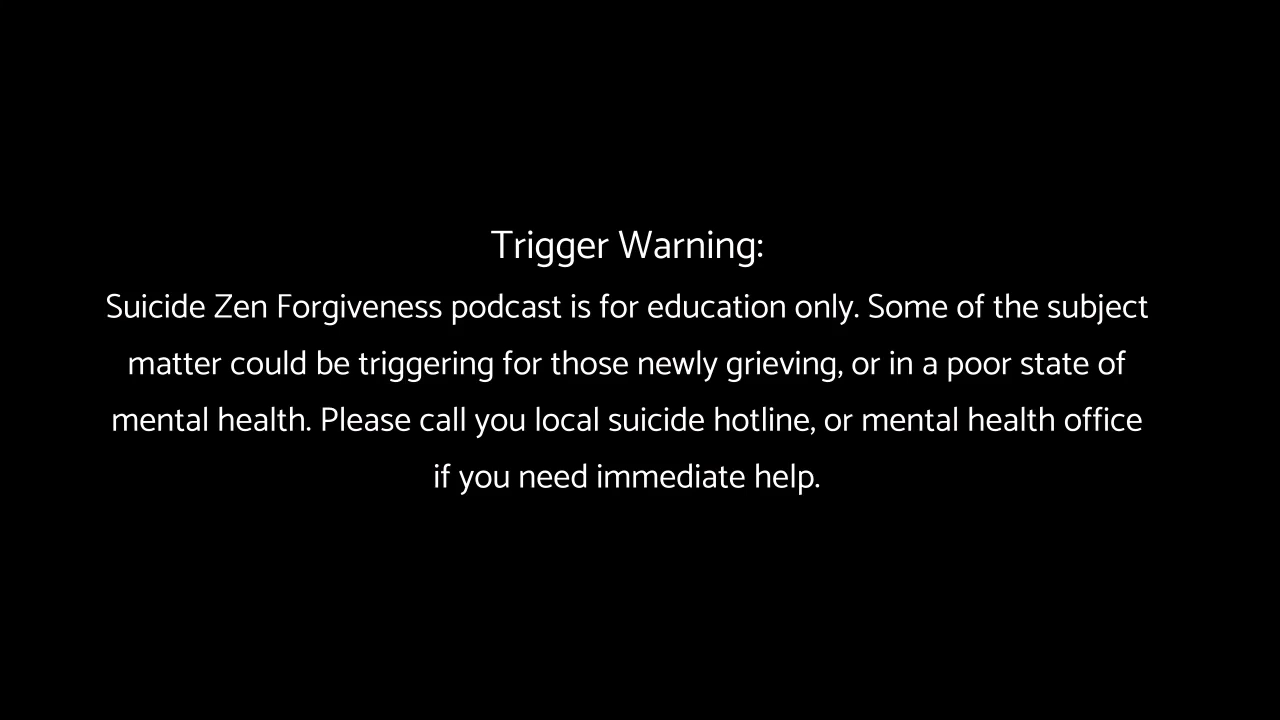 Trigger Warning:
Suicide Zen Forgiveness podcast is for education only. Some of the subject
matter could be triggering for those newly grieving, or in a poor state of
mental health. Please call you local suicide hotline, or mental health office
if you need immediate help.